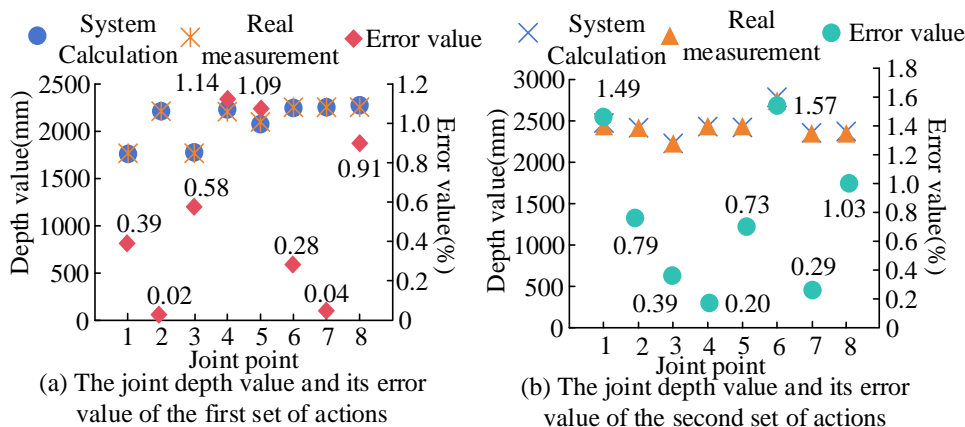 System Calculation
Real measurement
Error value
Depth value(mm)
2500
2000
1500
1000
500
0
1.14
1.09
0.91
0.58
0.39
0.28
0.02
0.04
1.2
1.0
0.8
0.6
0.4
0.2
0
Error value(%)
1 2 3 4 5 6 7 8
Joint point
(a) The joint depth value and its error
value of the first set of actions
System Calculation
Real measurement
Error value
Depth value(mm)
3000
2500
2000
1500
1000
500
0
1.49
1.57
0.79
0.73
1.03
0.39
0.20
0.29
1.8
1.6
1.4
1.2
1.0
0.8
0.6
0.4
0.2
0
Error value(%)
1 2 3 4 5 6 7 8
Joint point
(b) The joint depth value and its error
value of the second set of actions